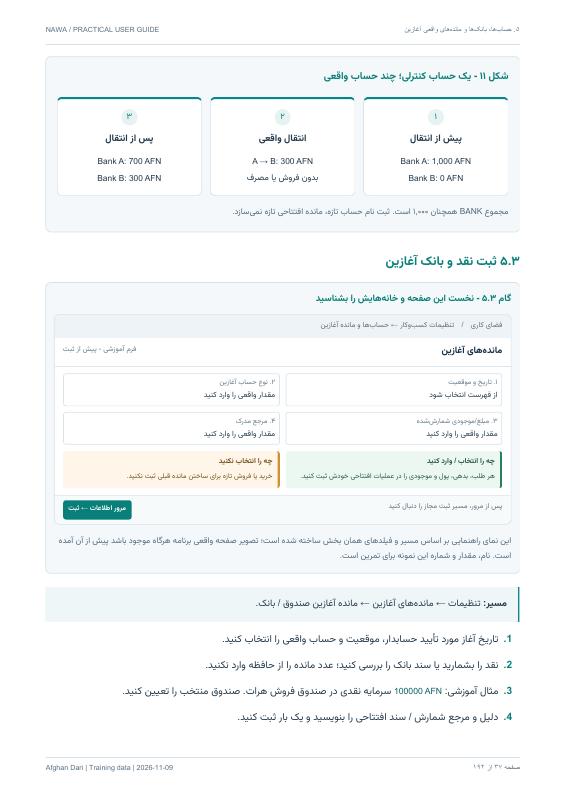 NAWA / PRACTICAL USER GUIDE
۵. حساب‌ها، بانک‌ها و مانده‌های واقعی آغازین
شکل ۱۱ - یک حساب کنترلی؛ چند حساب واقعی
۱
پیش از انتقال
Bank A: 1,000 AFN
Bank B: 0 AFN
۲
انتقال واقعی
A → B: 300 AFN
بدون فروش یا مصرف
۳
پس از انتقال
Bank A: 700 AFN
Bank B: 300 AFN
مجموع BANK همچنان ۱,۰۰۰ است. ثبت نام حساب تازه، مانده افتتاحی تازه نمی‌سازد.
۵.۳ ثبت نقد و بانک آغازین
گام ۵.۳ - نخست این صفحه و خانه‌هایش را بشناسید
فضای کاری / تنظیمات کسب‌وکار ← حساب‌ها و مانده آغازین
مانده‌های آغازین
فرم آموزشی - پیش از ثبت
۱. تاریخ و موقعیت
از فهرست انتخاب شود
۲. نوع حساب آغازین
مقدار واقعی را وارد کنید
۳. مبلغ/موجودی شمارش‌شده
مقدار واقعی را وارد کنید
۴. مرجع مدرک
مقدار واقعی را وارد کنید
چه را انتخاب / وارد کنید
هر طلب، بدهی، پول و موجودی را در عملیات افتتاحی خودش ثبت کنید.
چه را انتخاب نکنید
خرید یا فروش تازه برای ساختن مانده قبلی ثبت نکنید.
پس از مرور، مسیر ثبت مجاز را دنبال کنید
مرور اطلاعات ← ثبت
این نمای راهنمایی بر اساس مسیر و فیلدهای همان بخش ساخته شده است؛ تصویر صفحه واقعی برنامه هرگاه موجود باشد پیش از آن آمده
است. نام، مقدار و شماره این نمونه برای تمرین است.
مسیر: تنظیمات ← مانده‌های آغازین ← مانده آغازین صندوق / بانک.
1. تاریخ آغاز مورد تأیید حسابدار، موقعیت و حساب واقعی را انتخاب کنید.
2. نقد را بشمارید یا سند بانک را بررسی کنید؛ عدد مانده را از حافظه وارد نکنید.
3. مثال آموزشی: 100000 AFN سرمایه نقدی در صندوق فروش هرات. صندوق منتخب را تعیین کنید.
4. دلیل و مرجع شمارش / سند افتتاحی را بنویسید و یک بار ثبت کنید.
Afghan Dari | Training data | 2026-11-09
صفحه ۳۷ از ۱۹۴